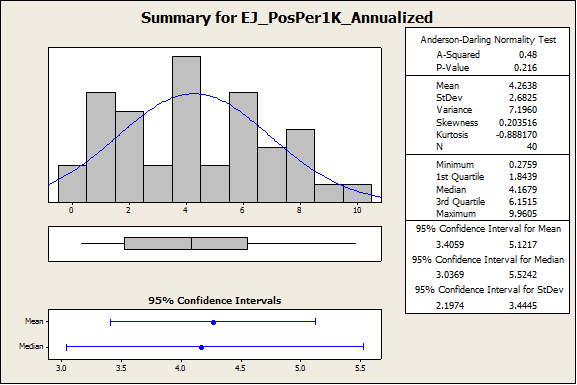 Summary for EJ_PosPer1K_Annualized
0 2 4 6 8 10
95% Confidence Intervals
Mean
Median
3.0 3.5 4.0 4.5 5.0 5.5
Anderson-Darling Normality Test
A-Squared 0.48
P-Value 0.216
Mean 4.2638
StDev 2.6825
Variance 7.1960
Skewness 0.203516
Kurtosis -0.888170
N 40
Minimum 0.2759
1st Quartile 1.8439
Median 4.1679
3rd Quartile 6.1515
Maximum 9.9605
95% Confidence Interval for Mean
3.4059 5.1217
95% Confidence Interval for Median
3.0369 5.5242
95% Confidence Interval for StDev
2.1974 3.4445